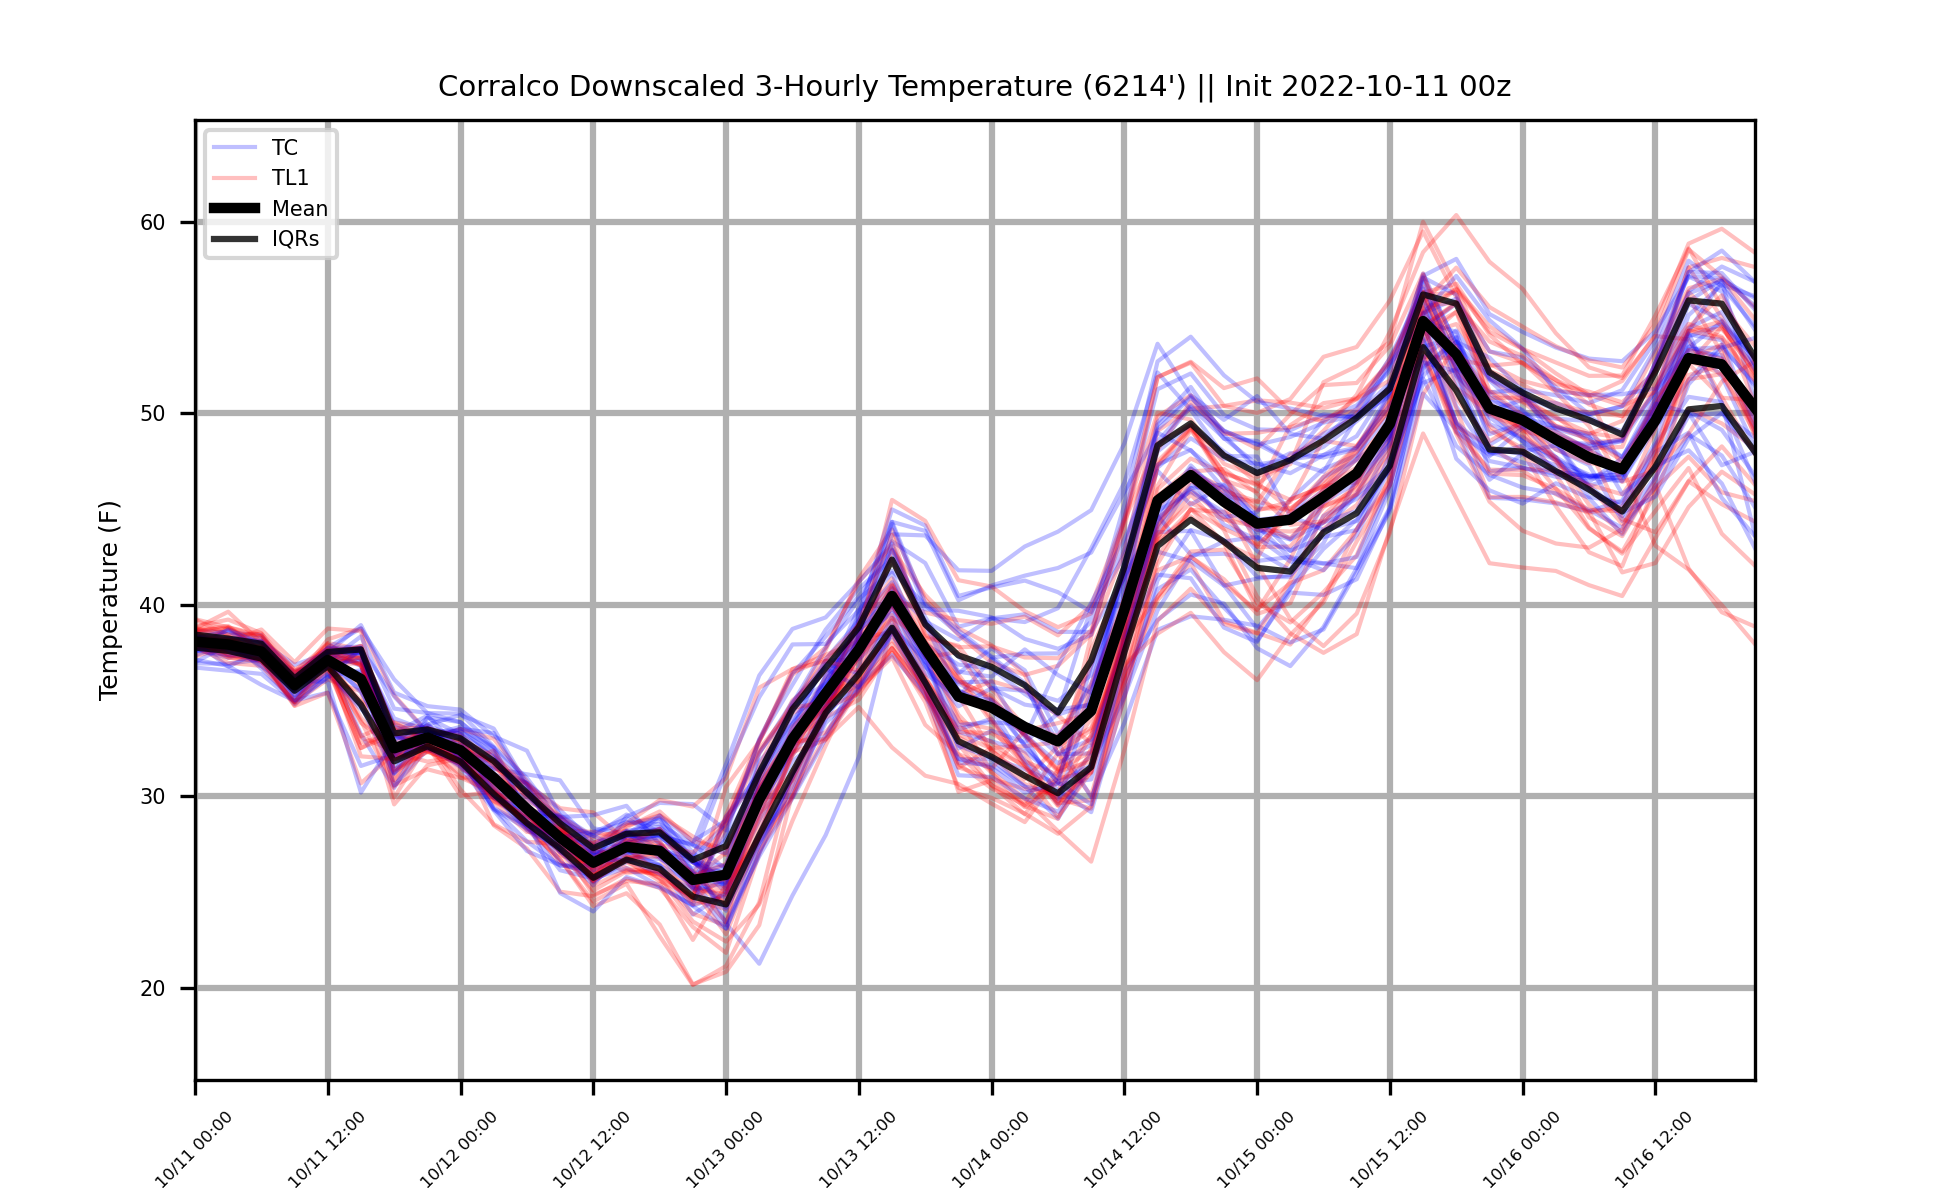 Corralco Downscaled 3-Hourly Temperature (6214') || Init 2022-10-11 00z
TC
TL1
Mean
IQRs
Temperature (F)
60
50
40
30
20
10/11 00:00
10/11 12:00
10/12 00:00
10/12 12:00
10/13 00:00
10/13 12:00
10/14 00:00
10/14 12:00
10/15 00:00
10/15 12:00
10/16 00:00
10/16 12:00